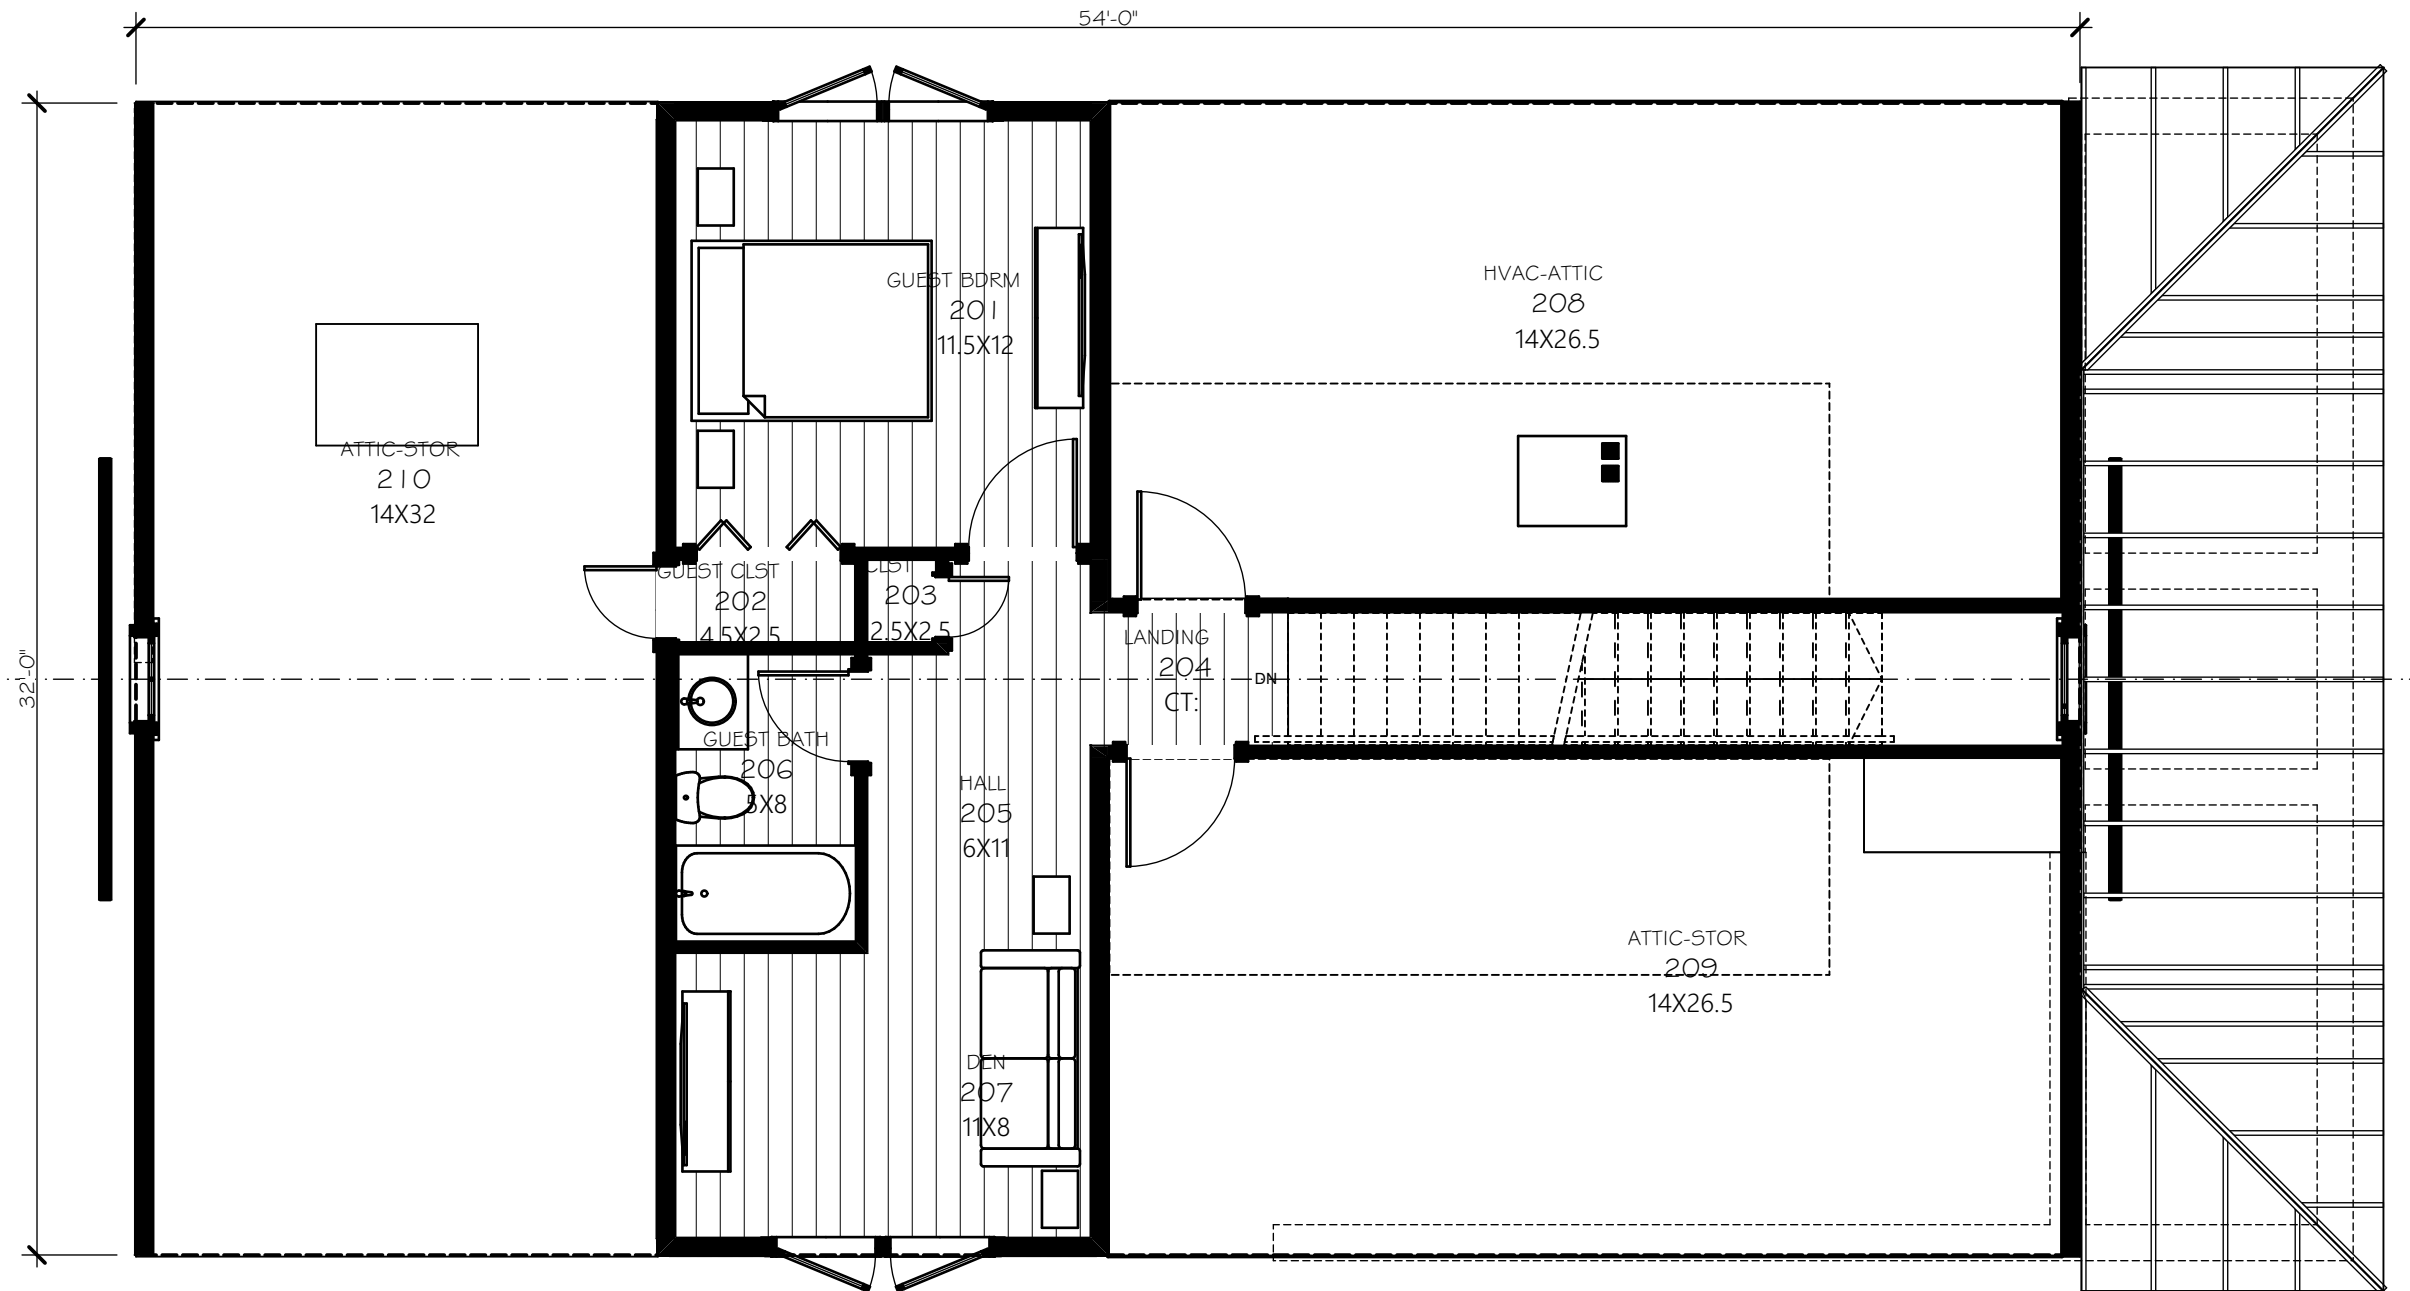 54'-0"
32'-0"
GUEST BDRM
201
11.5X12
HVAC-ATTIC
208
14X26.5
ATTIC-STOR
210
14X32
GUEST CLST
202
4.5X2.5
CLST
203
2.5X2.5
LANDING
204
CT:
DN
GUEST BATH
206
5X8
HALL
205
6X11
ATTIC-STOR
209
14X26.5
DEN
207
11X8